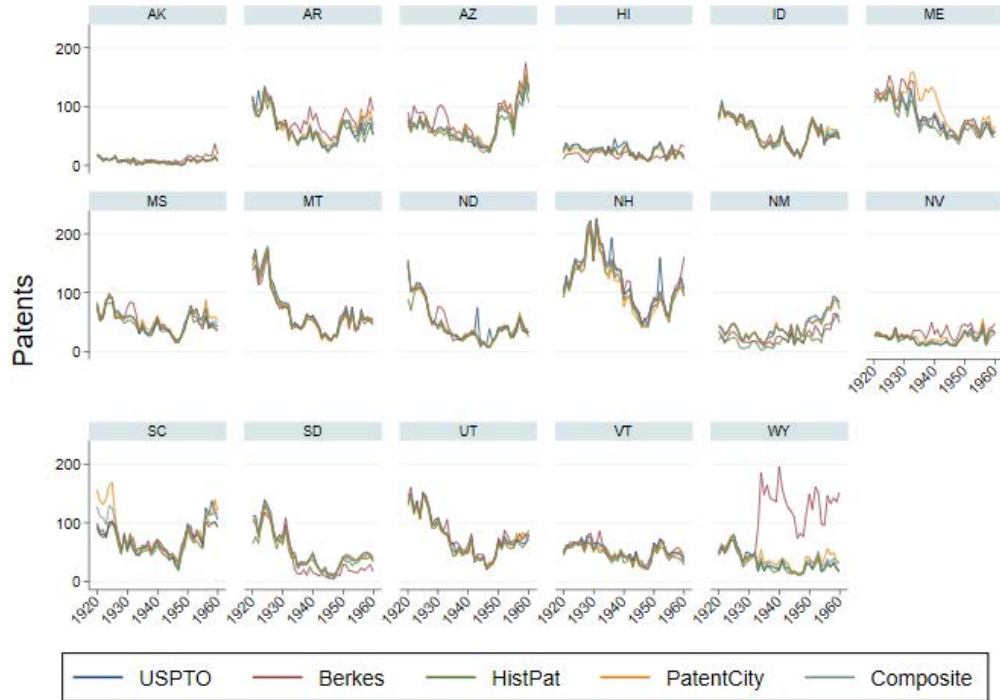 AK AR AZ HI ID ME
200
100
0
MS MT ND NH NM NV
200
100
0
1920 1930 1940 1950 1960
SC SD UT VT WY
200
100
0
1920 1930 1940 1950 1960 1920 1930 1940 1950 1960 1920 1930 1940 1950 1960 1920 1930 1940 1950 1960 1920 1930 1940 1950 1960
Patents
USPTO Berkes HistPat PatentCity Composite